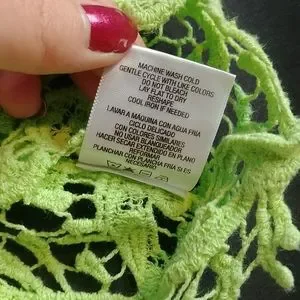 MACHINE WASH COLD
GENTLE CYCLE WITH LIKE COLORS
DO NOT BLEACH
LAY FLAT TO DRY
RESHAPE
COOL IRON IF NEEDED
LAVAR A MAQUINA CON AGUA FRIA
CICLO DELICADO
CON COLORES SIMILARES
NO USAR BLANQUEADOR
HACER SECAR EXTENDIDO EN PLANO
REFORMAR
PLANCHAR CON PLANCHA FRIA SI ES
NECESARIO